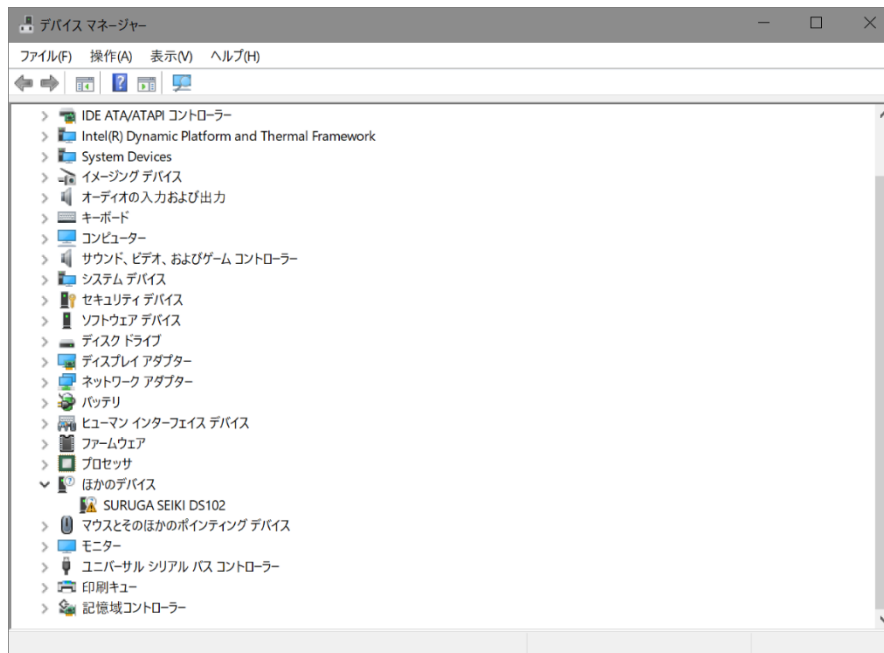 デバイス マネージャー
ファイル(F) 操作(A) 表示(V) ヘルプ(H)
IDE ATA/ATAPI コントローラー
Intel(R) Dynamic Platform and Thermal Framework
System Devices
イメージング デバイス
オーディオの入力および出力
キーボード
コンピューター
サウンド、ビデオ、およびゲーム コントローラー
システム デバイス
セキュリティ デバイス
ソフトウェア デバイス
ディスク ドライブ
ディスプレイ アダプター
ネットワーク アダプター
バッテリ
ヒューマン インターフェイス デバイス
ファームウェア
プロセッサ
ほかのデバイス
SURUGA SEIKI DS102
マウスとそのほかのポインティング デバイス
モニター
ユニバーサル シリアル バス コントローラー
印刷キュー
記憶域コントローラー